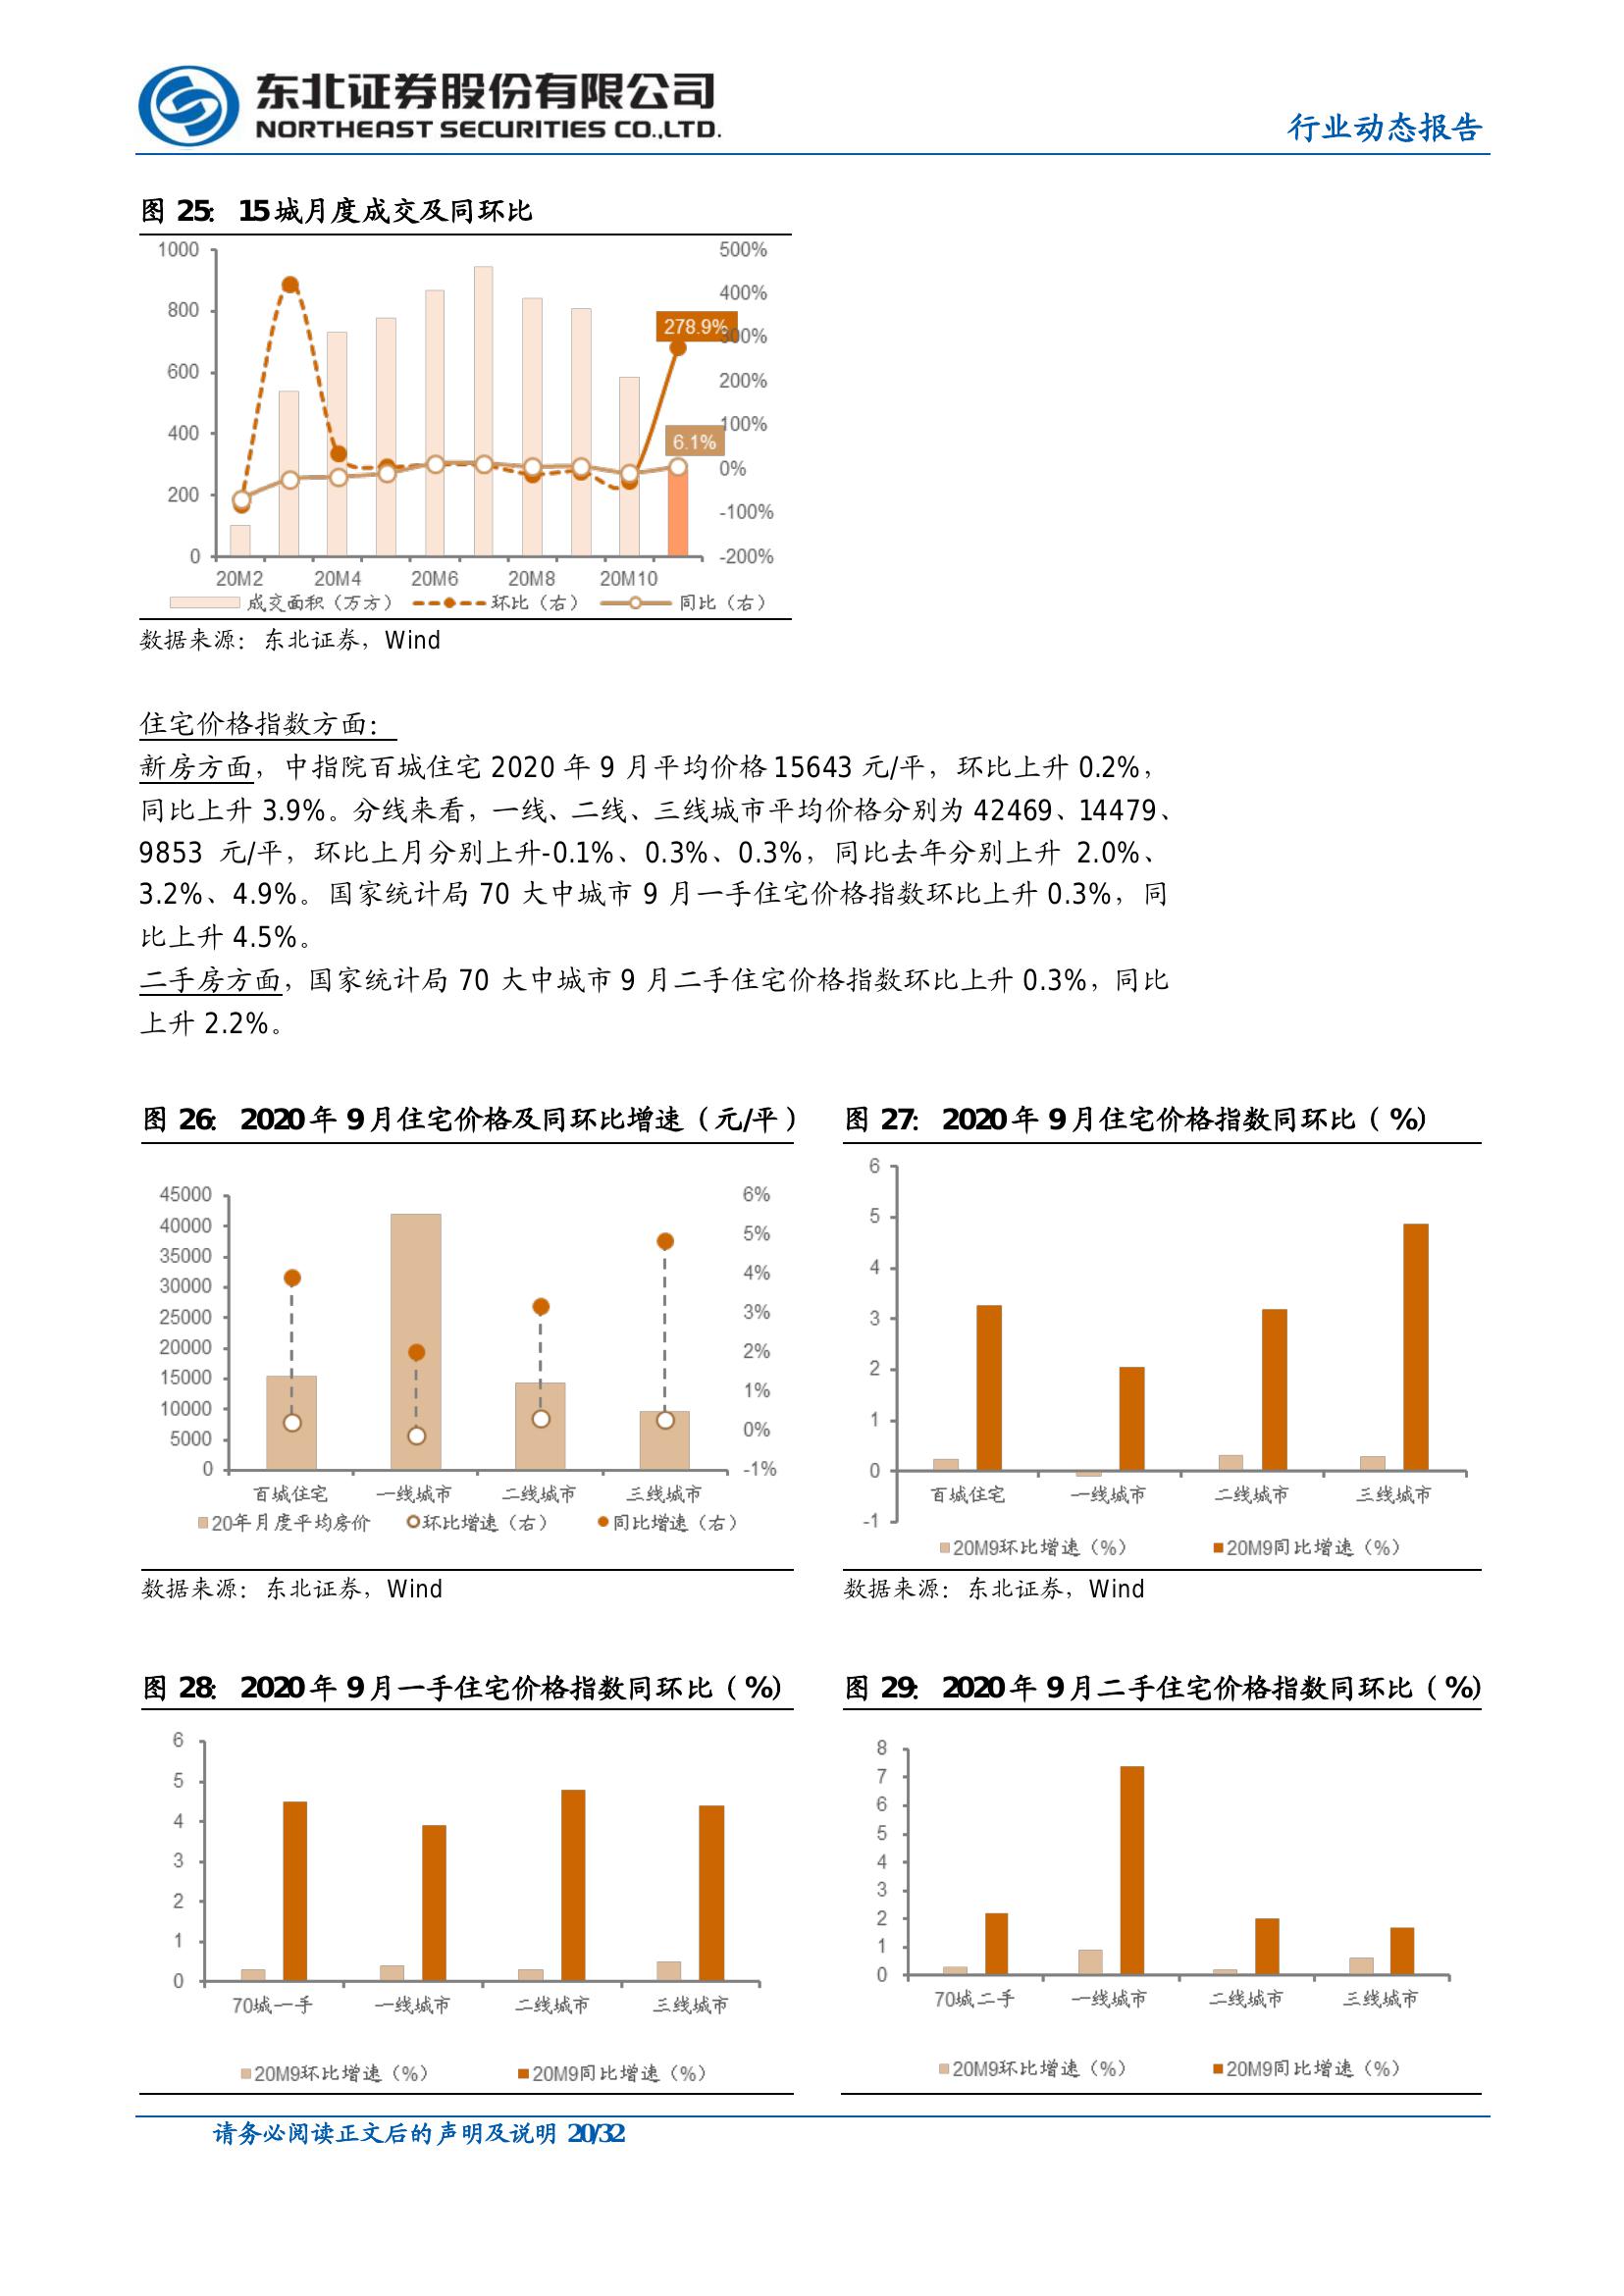 东北证券股份有限公司
NORTHEAST SECURITIES CO.,LTD.
行业动态报告
图 25: 15 城月度成交及同环比
1000
800
600
400
200
0
500%
400%
300%
200%
100%
0%
-100%
-200%
278.9%
6.1%
20M2 20M4 20M6 20M8 20M10
成交面积（万方） 环比（右） 同比（右）
数据来源：东北证券，Wind
住宅价格指数方面：
新房方面，中指院百城住宅 2020 年 9 月平均价格 15643 元/平，环比上升 0.2%，
同比上升 3.9%。分线来看，一线、二线、三线城市平均价格分别为 42469、14479、
9853 元/平，环比上月分别上升-0.1%、0.3%、0.3%，同比去年分别上升 2.0%、
3.2%、4.9%。国家统计局 70 大中城市 9 月一手住宅价格指数环比上升 0.3%，同
比上升 4.5%。
二手房方面，国家统计局 70 大中城市 9 月二手住宅价格指数环比上升 0.3%，同比
上升 2.2%。
图 26: 2020 年 9 月住宅价格及同环比增速（元/平）
45000
40000
35000
30000
25000
20000
15000
10000
5000
0
6%
5%
4%
3%
2%
1%
0%
-1%
百城住宅 一线城市 二线城市 三线城市
20年月度平均房价 环比增速（右） 同比增速（右）
数据来源：东北证券，Wind
图 27: 2020 年 9 月住宅价格指数同环比（%）
6
5
4
3
2
1
0
-1
百城住宅 一线城市 二线城市 三线城市
20M9环比增速（%） 20M9同比增速（%）
数据来源：东北证券，Wind
图 28: 2020 年 9 月一手住宅价格指数同环比（%）
6
5
4
3
2
1
0
70城一手 一线城市 二线城市 三线城市
20M9环比增速（%） 20M9同比增速（%）
图 29: 2020 年 9 月二手住宅价格指数同环比（%）
8
7
6
5
4
3
2
1
0
70城二手 一线城市 二线城市 三线城市
20M9环比增速（%） 20M9同比增速（%）
请务必阅读正文后的声明及说明 20/32